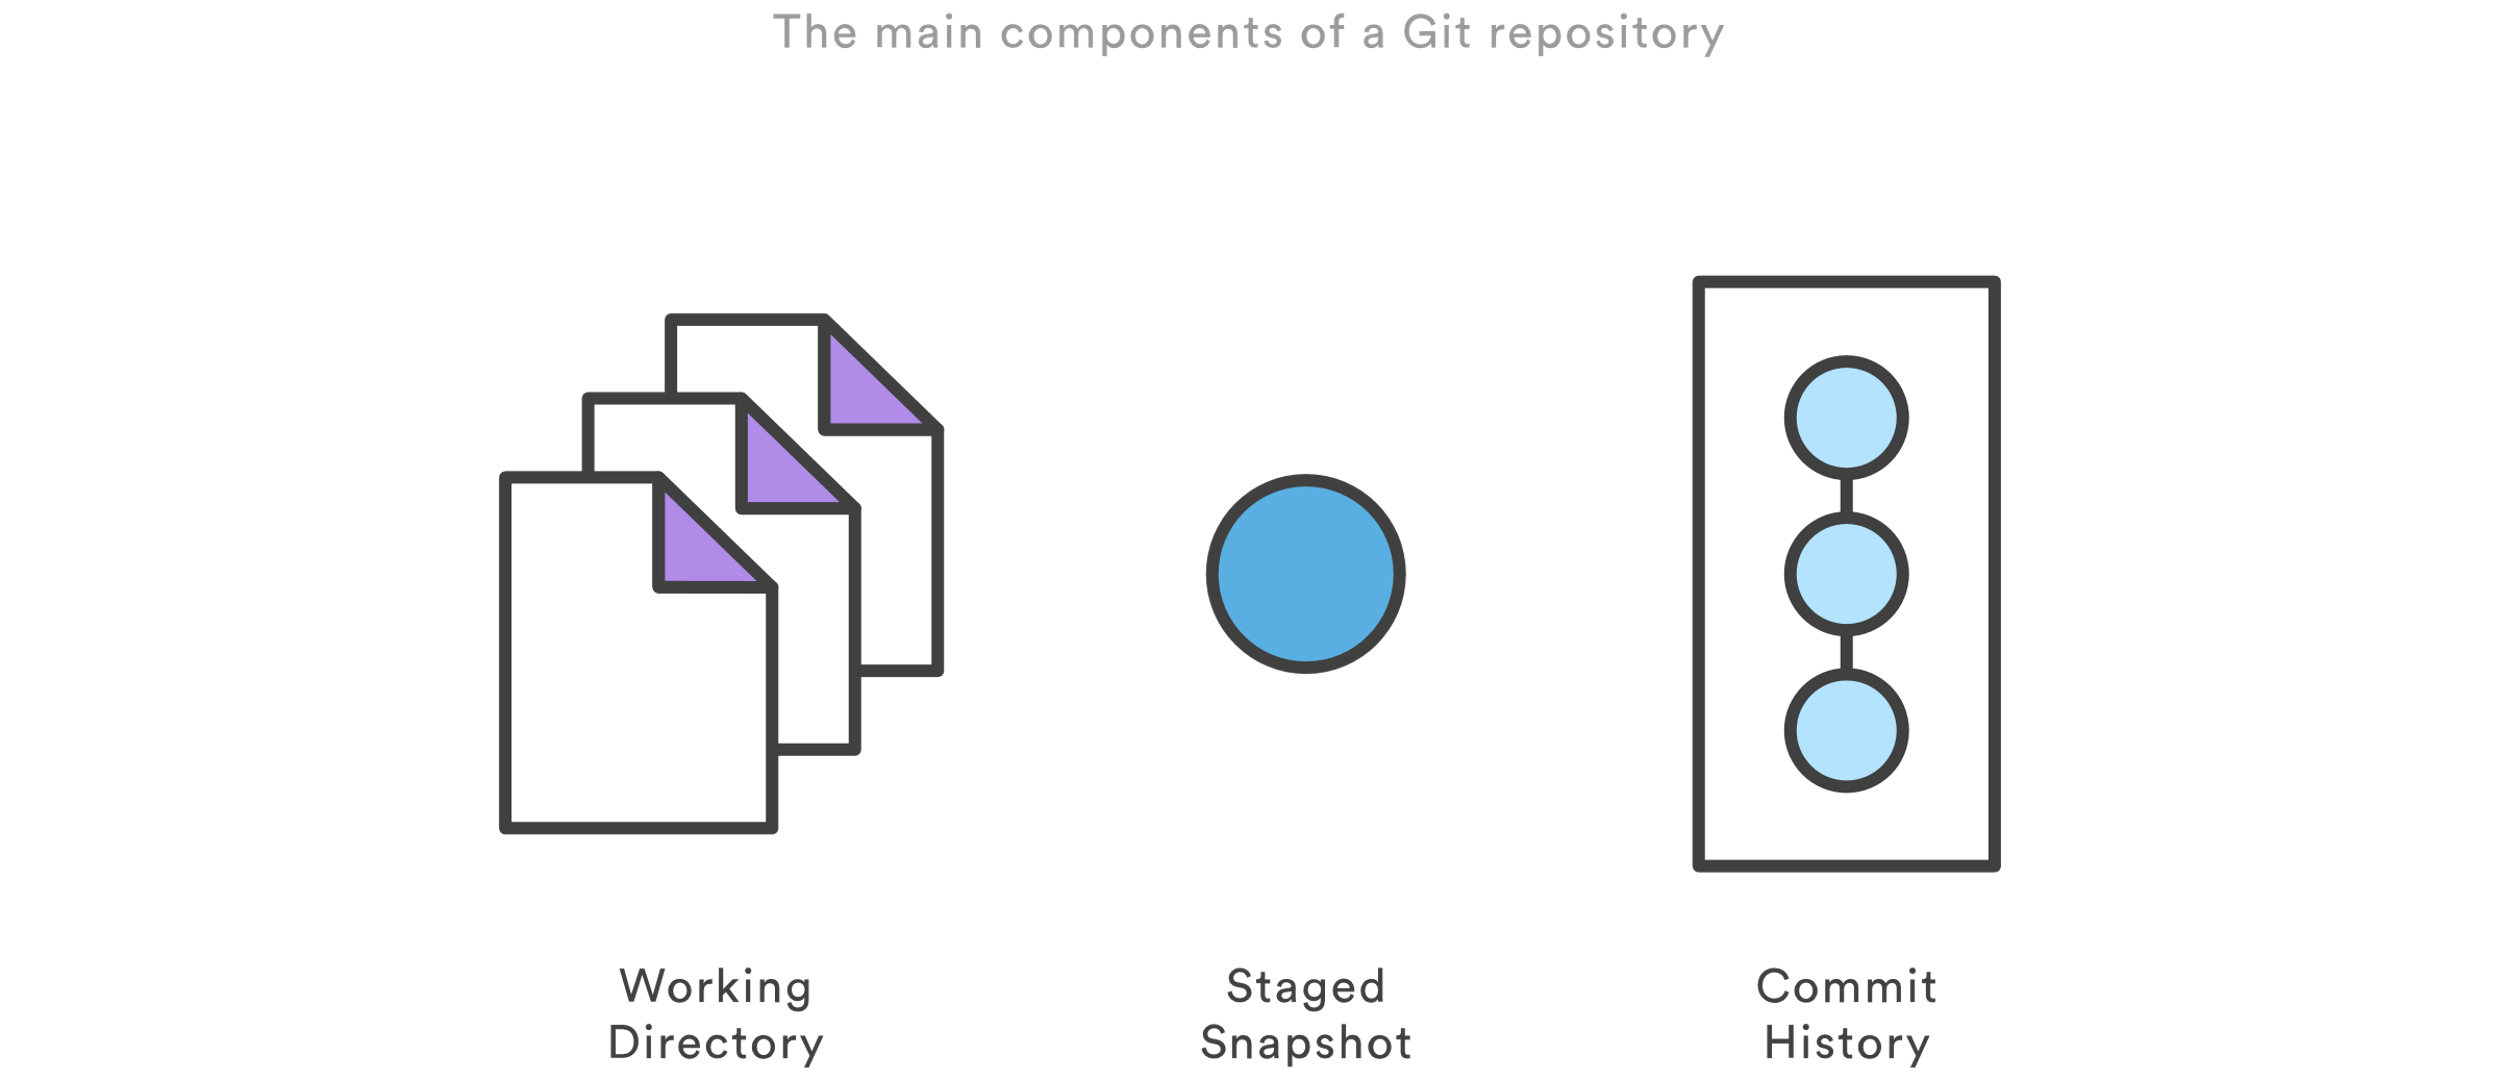 The main components of a Git repository
Working
Directory
Staged
Snapshot
Commit
History